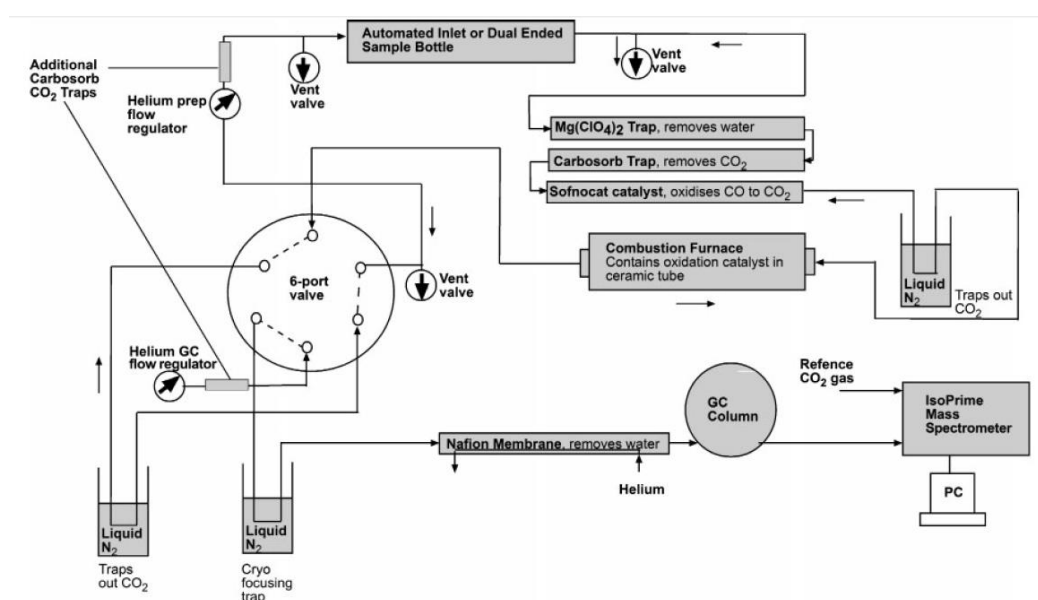 Automated Inlet or Dual Ended
Sample Bottle
Additional
Carbosorb
CO₂ Traps
Helium prep
flow
regulator
Vent
valve
Vent
valve
Mg(ClO₄)2 Trap, removes water
Carbosorb Trap, removes CO₂
Sofnocat catalyst, oxidises CO to CO₂
6-port
valve
Vent
valve
Combustion Furnace
Contains oxidation catalyst in
ceramic tube
Liquid
N₂
Traps out
CO₂
Helium GC
flow regulator
Refence
CO₂ gas
GC
Column
IsoPrime
Mass
Spectrometer
Nafion Membrane, removes water
Helium
PC
Liquid
N₂
Liquid
N₂
Traps
out CO₂
Cryo
focusing
trap